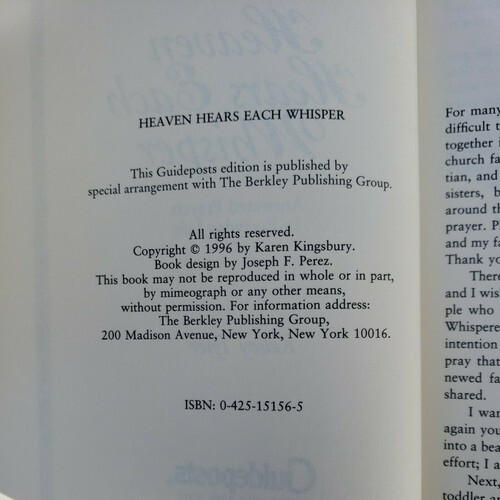 HEAVEN HEARS EACH WHISPER
This Guideposts edition is published by
special arrangement with The Berkley Publishing Group.
All rights reserved.
Copyright © 1996 by Karen Kingsbury.
Book design by Joseph F. Perez.
This book may not be reproduced in whole or in part,
by mimeograph or any other means,
without permission. For information address:
The Berkley Publishing Group,
200 Madison Avenue, New York, New York 10016.
ISBN: 0-425-15156-5
For many
difficult t
together i
church fa
tian, and
sisters, b
around th
prayer. P
and my fa
Thank yo
There
and I wis
ple who
Whispere
intention
pray that
newed fa
shared.
I wan
again you
into a bea
effort; I a
Next,
toddler an